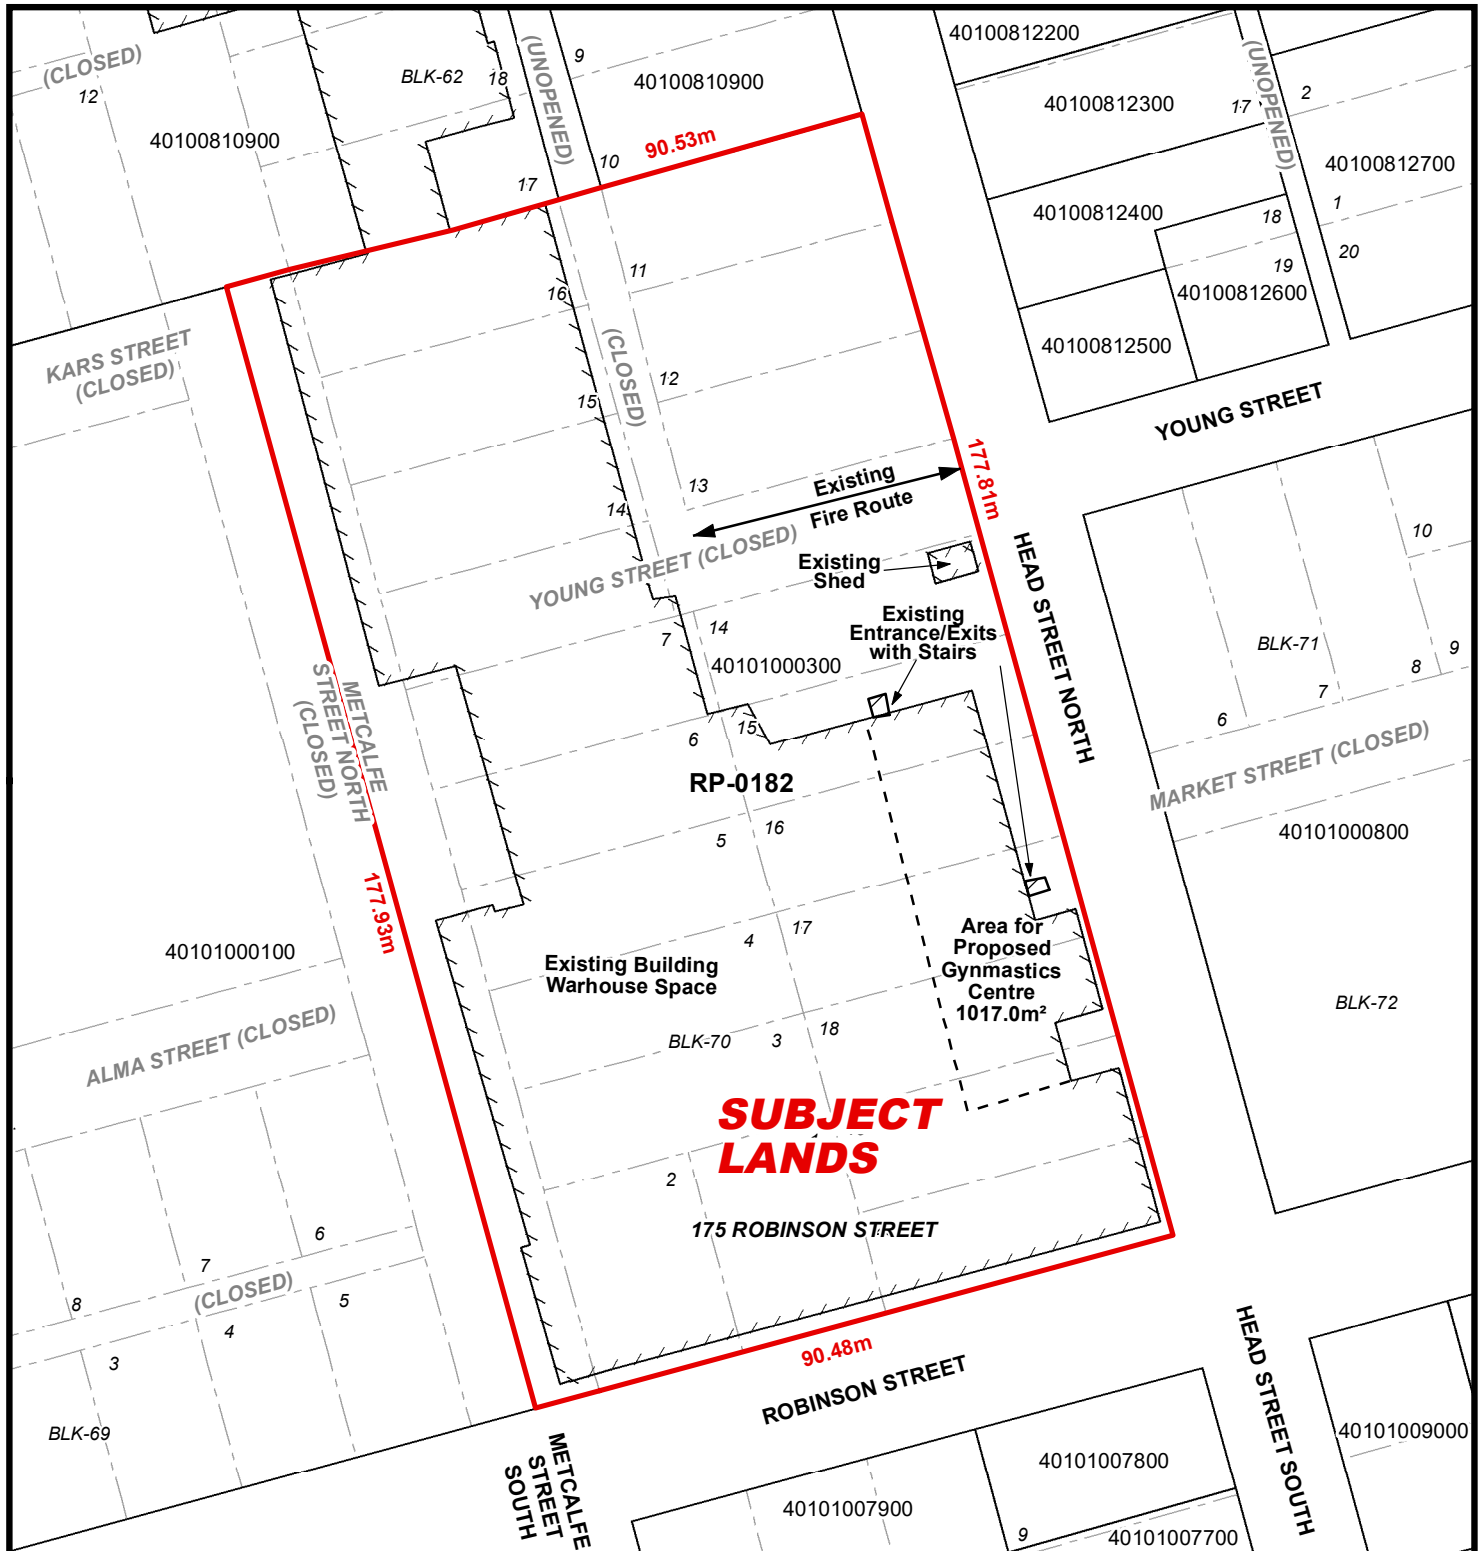 (CLOSED)
12
40100810900
BLK-62
18
(UNOPENED)
9
40100810900
10
17
90.53m
40100812200
40100812300
17
(UNOPENED)
2
40100812700
40100812400
18
1
19
20
40100812600
40100812500
YOUNG STREET
KARS STREET
(CLOSED)
11
16
(CLOSED)
12
15
13
14
Existing
Fire Route
177.81m
YOUNG STREET (CLOSED)
Existing
Shed
HEAD STREET NORTH
10
BLK-71
9
8
7
6
MARKET STREET (CLOSED)
40101000800
Existing
Entrance/Exits
with Stairs
7
14
40101000300
METCALFE
STREET NORTH
(CLOSED)
6
15
RP-0182
5
16
177.93m
40101000100
4
17
Existing Building
Warhouse Space
Area for
Proposed
Gynmastics
Centre
1017.0m²
BLK-72
BLK-70
3
18
ALMA STREET (CLOSED)
SUBJECT
LANDS
2
175 ROBINSON STREET
6
7
(CLOSED)
8
5
4
3
BLK-69
90.48m
ROBINSON STREET
METCALFE
STREET
SOUTH
HEAD STREET SOUTH
40101009000
40101007800
40101007900
9
40101007700